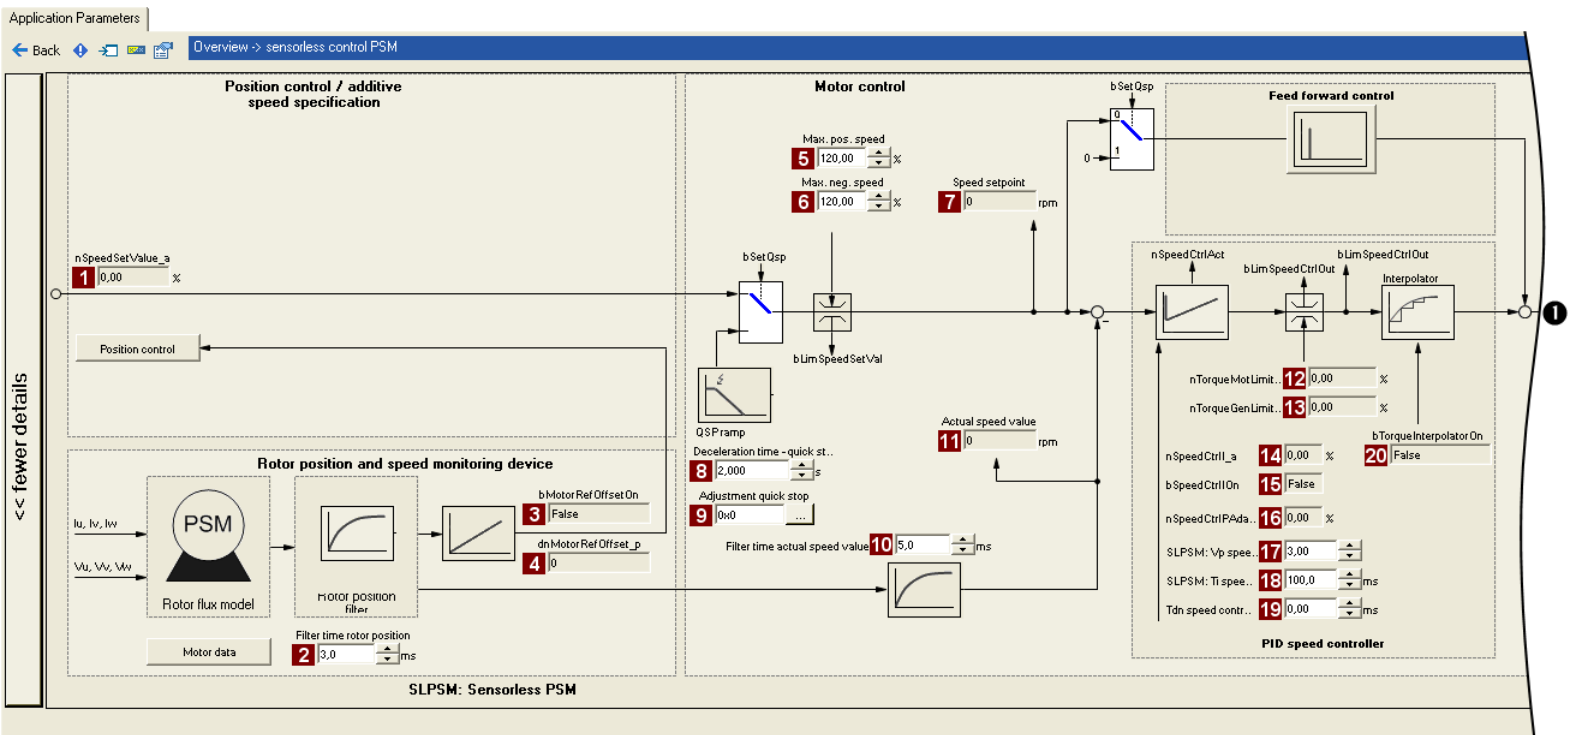 Application Parameters
Back
Overview -> sensorless control PSM
<< fewer details
Position control / additive
speed specification
nSpeedSetValue_a
1 0,00 %
Position control
Rotor position and speed monitoring device
Iu, Iv, Iw
Vu, Vv, Vw
PSM
Rotor flux model
Rotor position
filter
bMotorRefOffsetOn
3 False
dnMotorRefOffset_p
4 0
Motor data
Filter time rotor position
2 3,0 ms
SLPSM: Sensorless PSM
Motor control
Max. pos. speed
5 120,00 %
Max. neg. speed
6 120,00 %
Speed setpoint
7 0 rpm
bSetQsp
bLimSpeedSetVal
QSP ramp
Deceleration time - quick st..
8 2,000 s
Adjustment quick stop
9 0x0 ...
Filter time actual speed value 10 5,0 ms
Actual speed value
11 0 rpm
-
bSetQsp
0
0 1
Feed forward control
nSpeedCtrlAct
bLimSpeedCtrlOut
bLimSpeedCtrlOut
Interpolator
1
nTorqueMotLimit.. 12 0,00 %
nTorqueGenLimit.. 13 0,00 %
bTorqueInterpolatorOn
20 False
nSpeedCtrlI_a 14 0,00 %
bSpeedCtrlIOn 15 False
nSpeedCtrlPAda.. 16 0,00 %
SLPSM: Vp spee.. 17 3,00
SLPSM: Ti spee.. 18 100,0 ms
Tdn speed contr.. 19 0,00 ms
PID speed controller